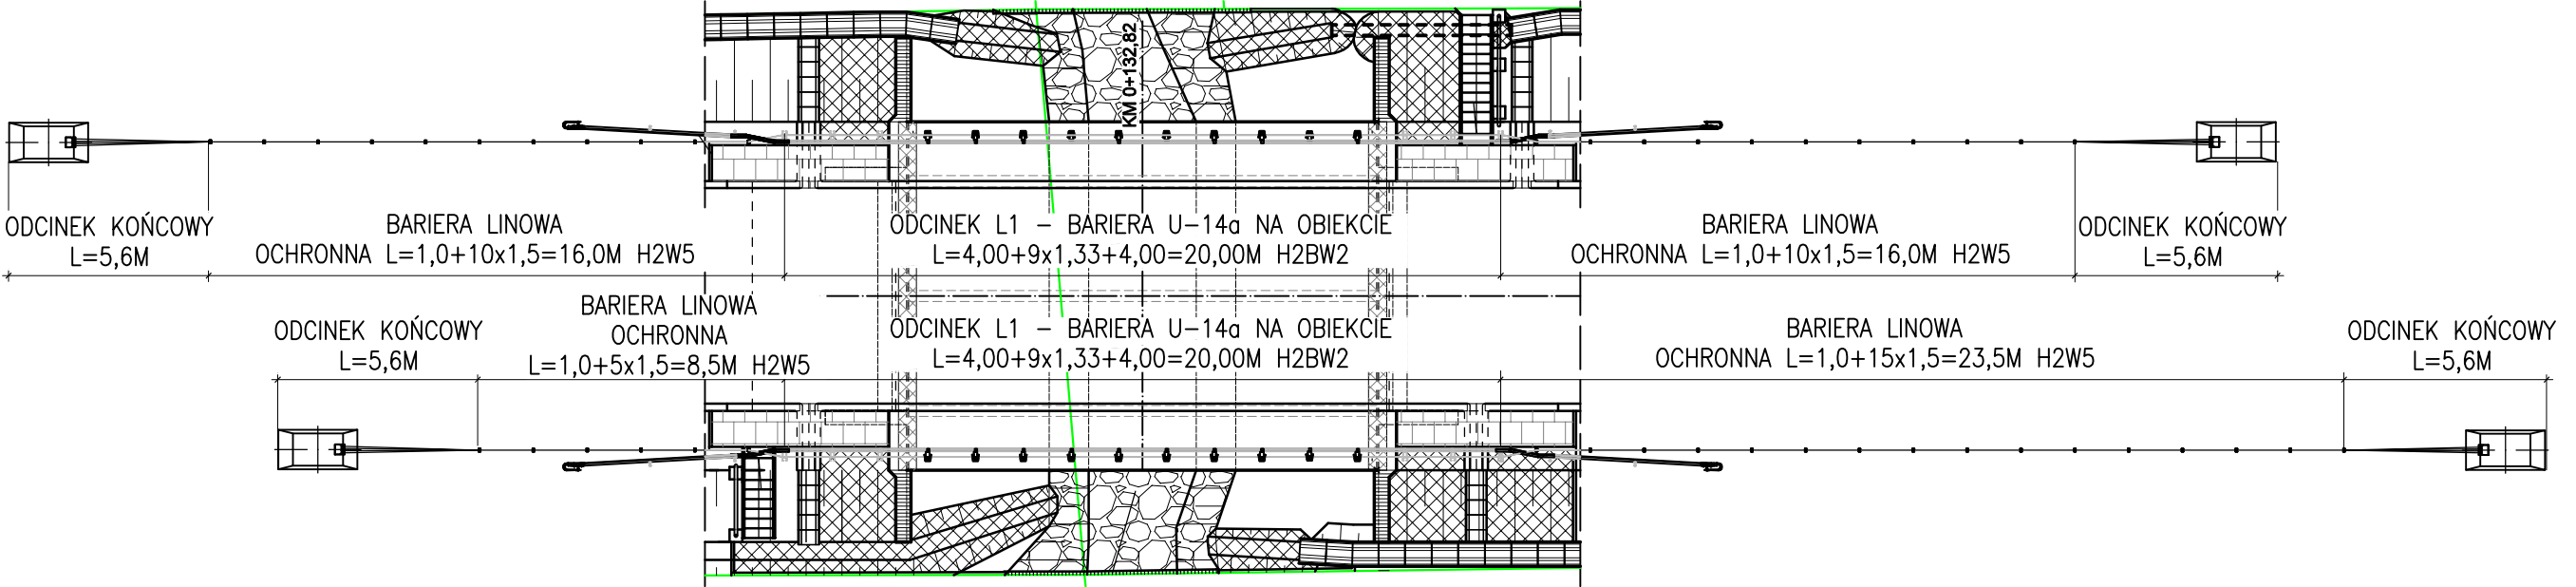 KM 0+132,82
ODCINEK KOŃCOWY
L=5,6M
BARIERA LINOWA
OCHRONNA L=1,0+10x1,5=16,0M H2W5
ODCINEK L1 – BARIERA U–14a NA OBIEKCIE
L=4,00+9x1,33+4,00=20,00M H2BW2
BARIERA LINOWA
OCHRONNA L=1,0+10x1,5=16,0M H2W5
ODCINEK KOŃCOWY
L=5,6M
ODCINEK KOŃCOWY
L=5,6M
BARIERA LINOWA
OCHRONNA
L=1,0+5x1,5=8,5M H2W5
ODCINEK L1 – BARIERA U–14a NA OBIEKCIE
L=4,00+9x1,33+4,00=20,00M H2BW2
BARIERA LINOWA
OCHRONNA L=1,0+15x1,5=23,5M H2W5
ODCINEK KOŃCOWY
L=5,6M